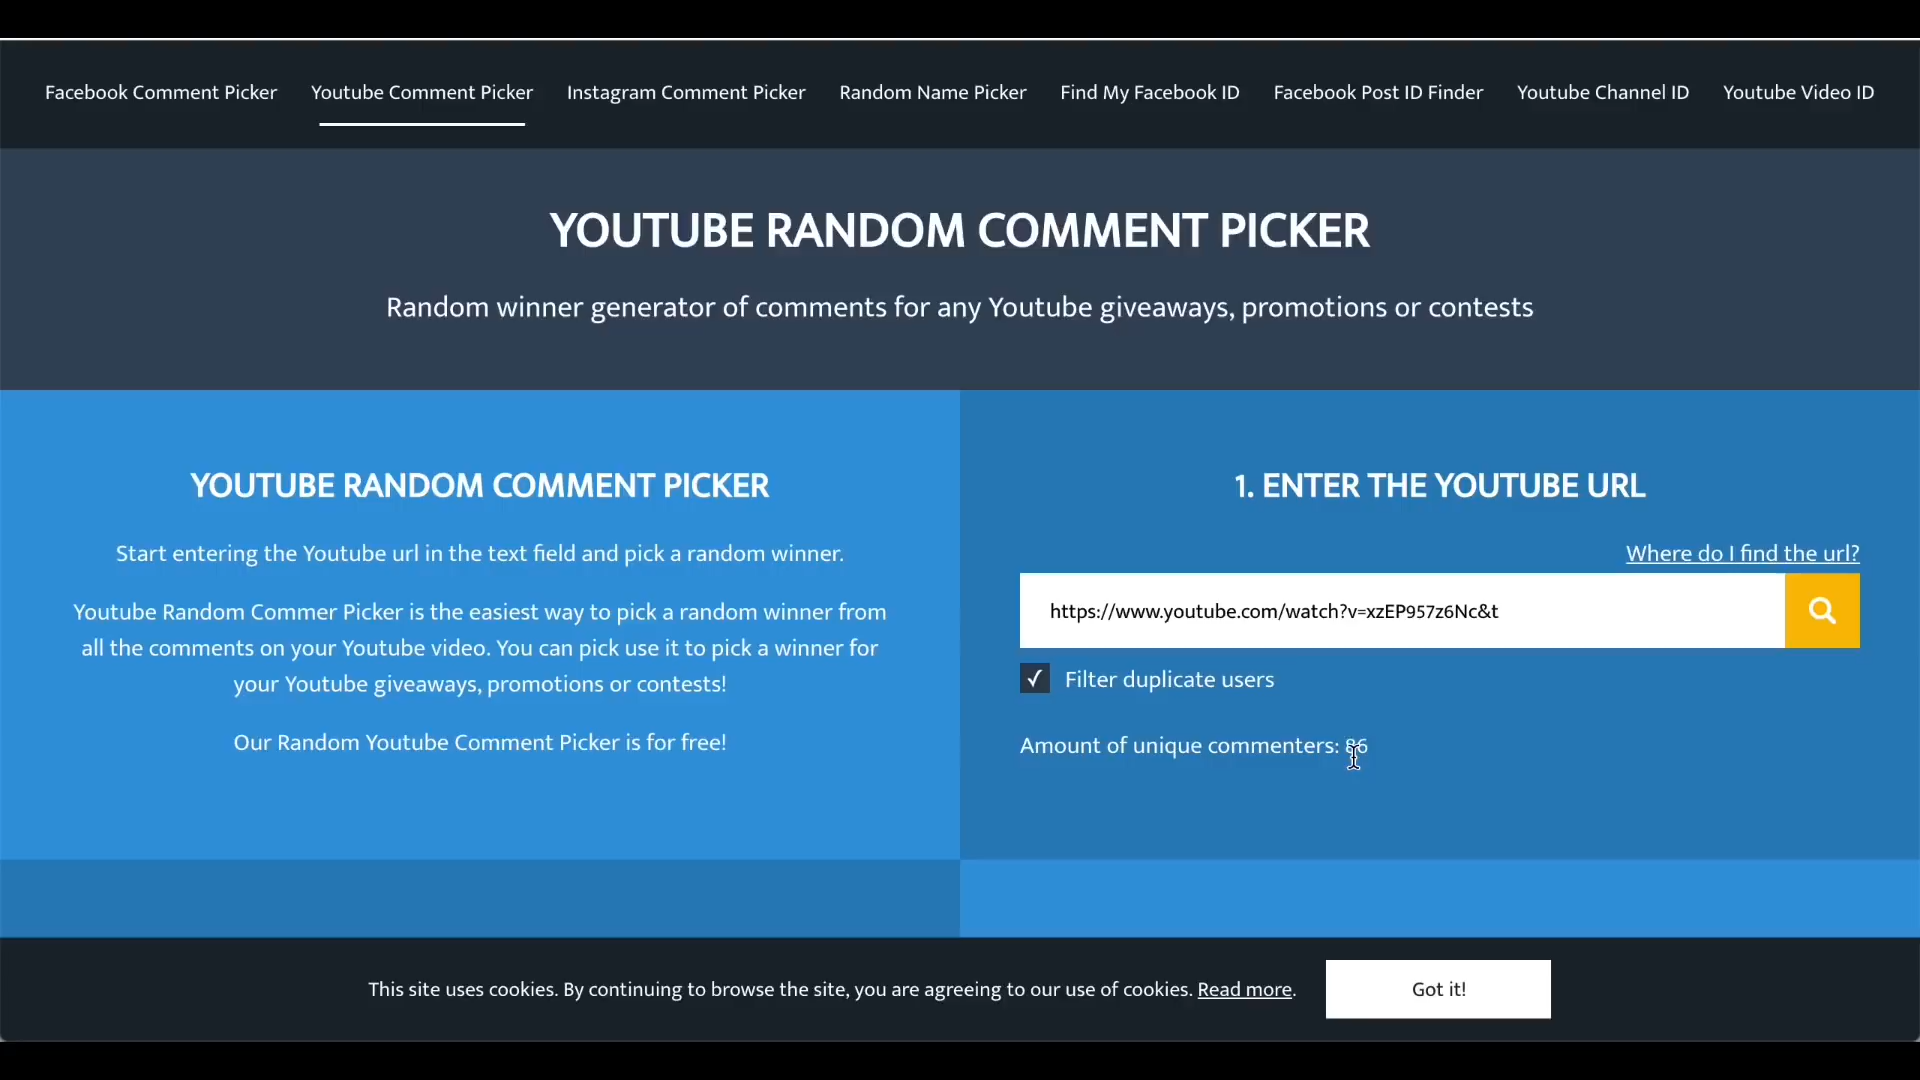 Facebook Comment Picker Youtube Comment Picker Instagram Comment Picker Random Name Picker Find My Facebook ID Facebook Post ID Finder Youtube Channel ID Youtube Video ID
YOUTUBE RANDOM COMMENT PICKER
Random winner generator of comments for any Youtube giveaways, promotions or contests
YOUTUBE RANDOM COMMENT PICKER
Start entering the Youtube url in the text field and pick a random winner.
Youtube Random Commer Picker is the easiest way to pick a random winner from
all the comments on your Youtube video. You can pick use it to pick a winner for
your Youtube giveaways, promotions or contests!
Our Random Youtube Comment Picker is for free!
1. ENTER THE YOUTUBE URL
Where do I find the url?
https://www.youtube.com/watch?v=xzEP957z6Nc&t
Filter duplicate users
Amount of unique commenters:
This site uses cookies. By continuing to browse the site, you are agreeing to our use of cookies. Read more.
Got it!